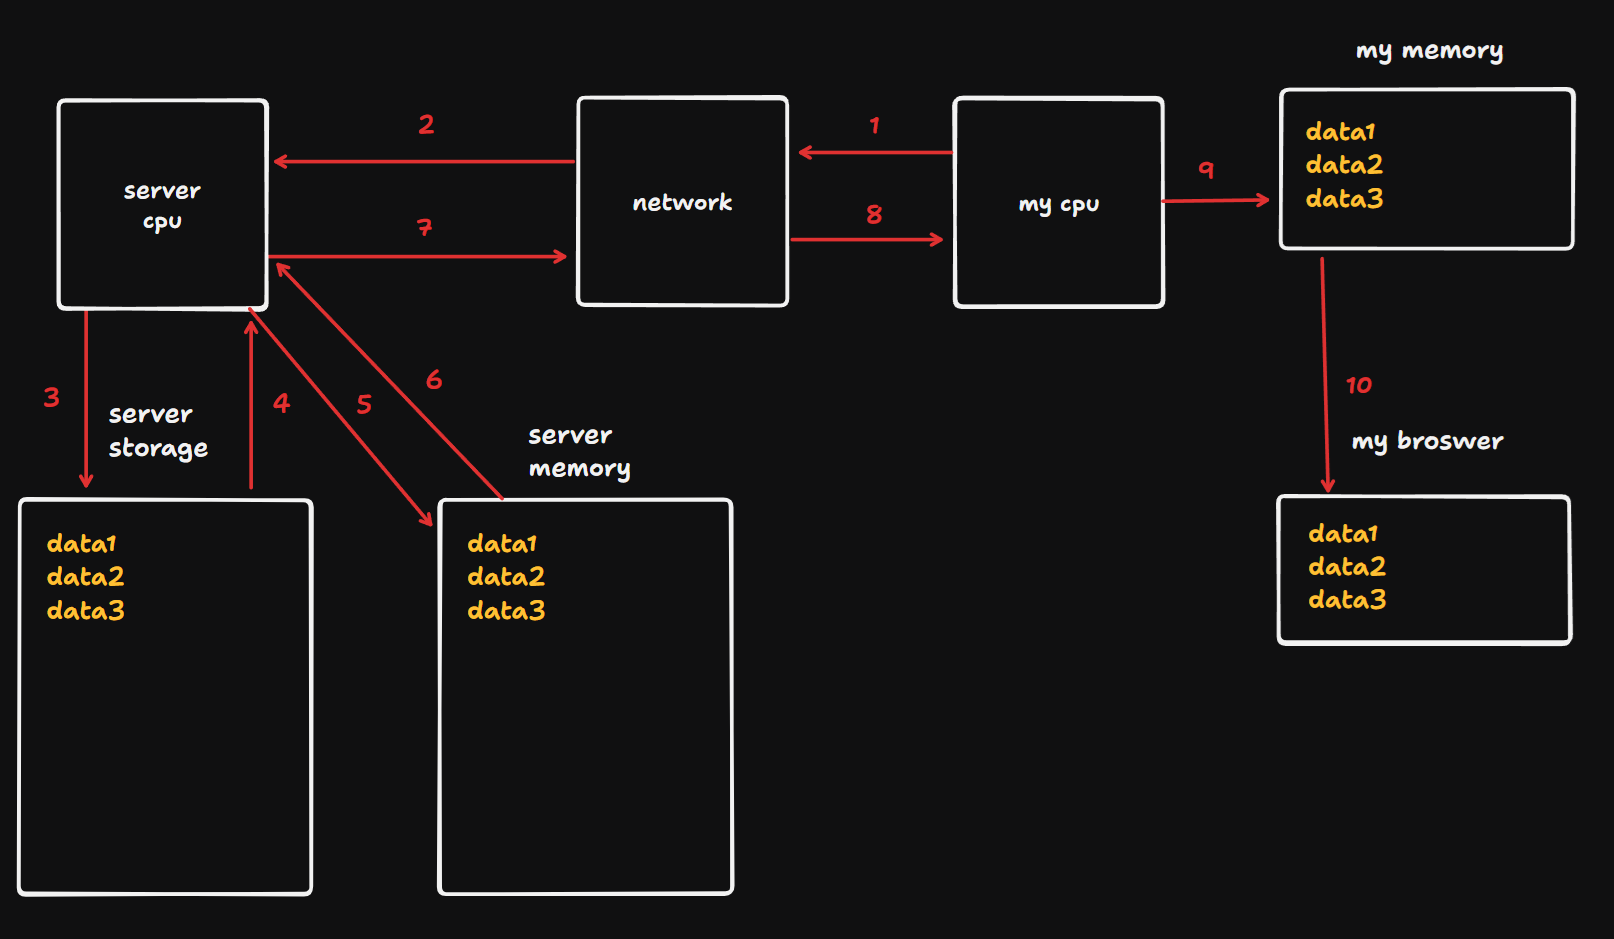 my memory
data1
data2
data3
server
cpu
network
my cpu
1
2
7
8
9
3
4
5
6
10
server
storage
server
memory
my broswer
data1
data2
data3
data1
data2
data3
data1
data2
data3